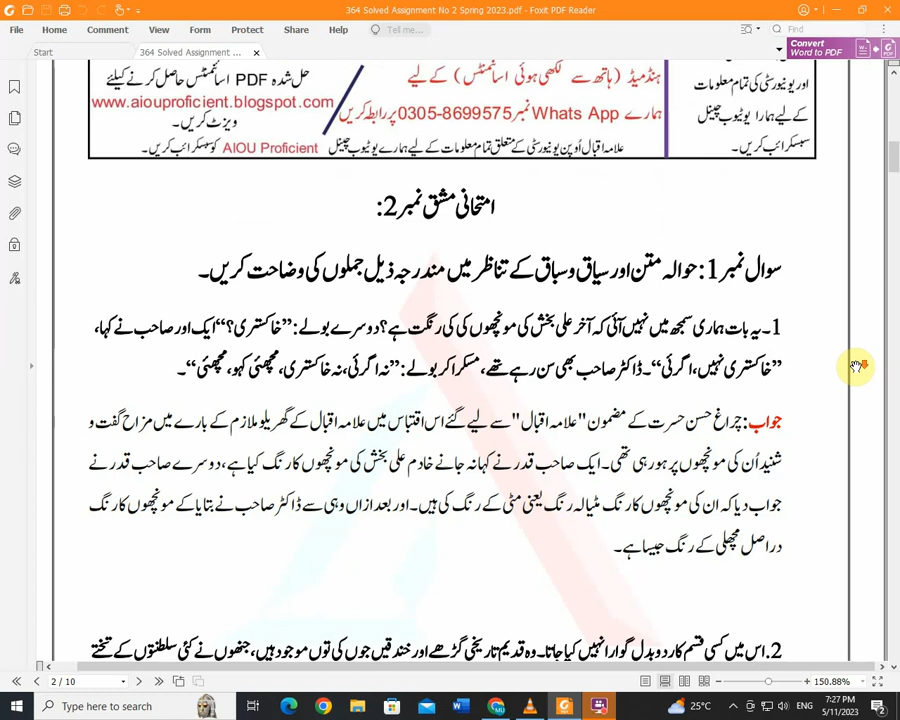 364 Solved Assignment No 2 Spring 2023.pdf - Foxit PDF Reader
File Home Comment View Form Protect Share Help Tell me... Find
Start 364 Solved Assignment ... Convert Word to PDF
حل شدہ PDF اسائنمنٹس حاصل کرنے کیلئے
www.aiouproficient.blogspot.com
ویزٹ کریں۔
ہنڈمیڈ (ہاتھ سے لکھی ہوئی اسائنمنٹس) کے لیے
ہمارے Whats App نمبر 0305-8699575 پر رابطہ کریں
علامہ اقبال اُوپن یونیورسٹی کے متعلق تمام معلومات کے لیے ہمارے یوٹیوب چینل AIOU Proficient کو سبسکرائب کریں۔
اور یونیورسٹی کی تمام معلومات
کے لیے ہمارا یوٹیوب چینل
سبسکرائب کریں۔
امتحانی مشق نمبر 2:
سوال نمبر 1: حوالہ متن اور سیاق و سباق کے تناظر میں مندرجہ ذیل جملوں کی وضاحت کریں۔
1۔ یہ بات ہماری سمجھ میں نہیں آئی کہ آخر علی بخش کی مونچھوں کی کی رنگت ہے؟ دوسرے بولے: ”خاکستری؟“ ایک اور صاحب نے کہا،
”خاکستری نہیں، اگرئی“۔ ڈاکٹر صاحب بھی سن رہے تھے، مسکرا کر بولے: ”نہ اگرئی، نہ خاکستری، مچھئی کہو، مچھئی“۔
جواب: چراغ حسن حسرت کے مضمون "علامہ اقبال" سے لیے گئے اس اقتباس میں علامہ اقبال کے گھریلو ملازم کے بارے میں مزاح گفت و
شنید اُن کی مونچھوں پر ہو رہی تھی۔ ایک صاحب قدر نے کہا نہ جانے خادم علی بخش کی مونچھوں کا رنگ کیا ہے، دوسرے صاحب قدر نے
جواب دیا کہ ان کی مونچھوں کا رنگ مٹیالہ رنگ یعنی مٹی کے رنگ کی ہیں۔ اور بعد ازاں وہی سے ڈاکٹر صاحب نے بتایا کے مونچھوں کا رنگ
دراصل مچھلی کے رنگ جیسا ہے۔
2. اس میں کسی قسم کا ردوبدل گوارا نہیں کیا جاتا۔ وہ قدیم تاریخی گڑھے اور خندقیں جوں کی توں موجود ہیں، جنھوں نے کئی سلطنتوں کے تختے
2 / 10 150.88%
Type here to search 25°C ENG 7:27 PM
5/11/2023